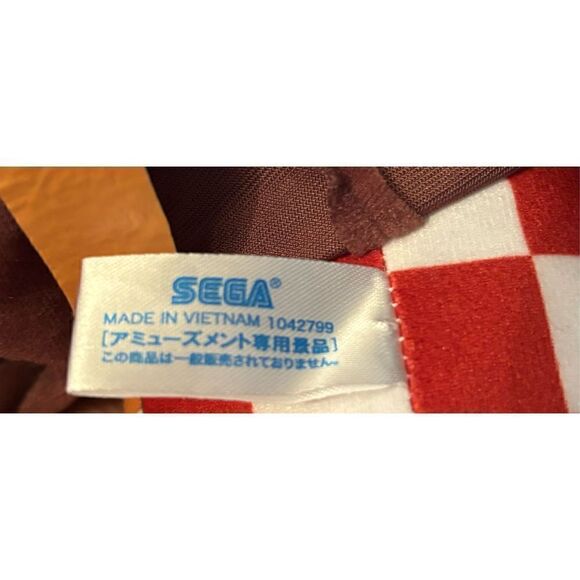 SEGA®
MADE IN VIETNAM 1042799
[アミューズメント専用景品]
この商品は一般販売されておりません。